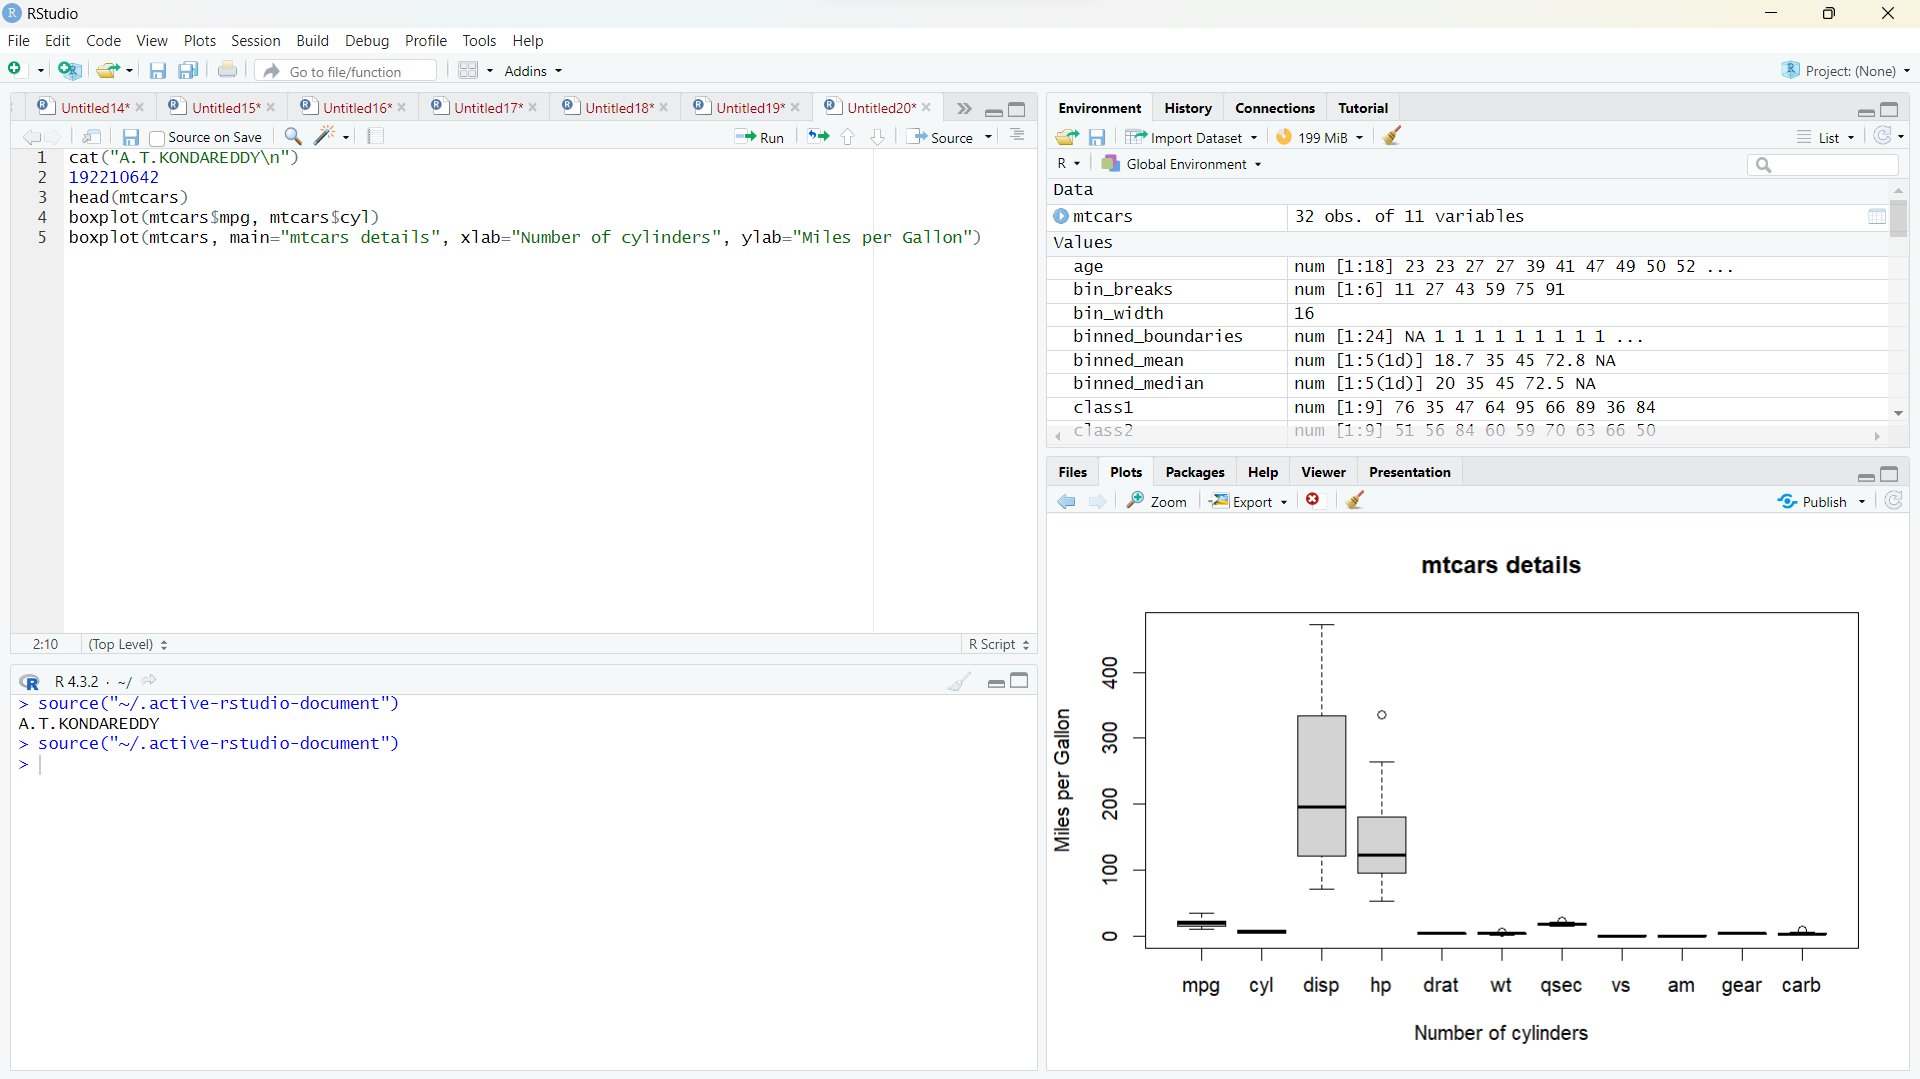 RStudio
File Edit Code View Plots Session Build Debug Profile Tools Help
Go to file/function Addins Project: (None)
Untitled14* Untitled15* Untitled16* Untitled17* Untitled18* Untitled19* Untitled20*
Source on Save Run Source
1 cat("A.T.KONDAREDDY\n")
2 192210642
3 head(mtcars)
4 boxplot(mtcars$mpg, mtcars$cyl)
5 boxplot(mtcars, main="mtcars details", xlab="Number of cylinders", ylab="Miles per Gallon")
2:10 (Top Level) R Script
R 4.3.2 · ~/
> source("~/.active-rstudio-document")
A.T.KONDAREDDY
> source("~/.active-rstudio-document")
>
Environment History Connections Tutorial
Import Dataset 199 MiB List
R Global Environment
Data
mtcars 32 obs. of 11 variables
Values
age num [1:18] 23 23 27 27 39 41 47 49 50 52 ...
bin_breaks num [1:6] 11 27 43 59 75 91
bin_width 16
binned_boundaries num [1:24] NA 1 1 1 1 1 1 1 1 1 ...
binned_mean num [1:5(1d)] 18.7 35 45 72.8 NA
binned_median num [1:5(1d)] 20 35 45 72.5 NA
class1 num [1:9] 76 35 47 64 95 66 89 36 84
class2 num [1:9] 51 56 84 60 59 70 63 66 50
Files Plots Packages Help Viewer Presentation
Zoom Export Publish
mtcars details
Miles per Gallon
400
300
200
100
0
mpg cyl disp hp drat wt qsec vs am gear carb
Number of cylinders